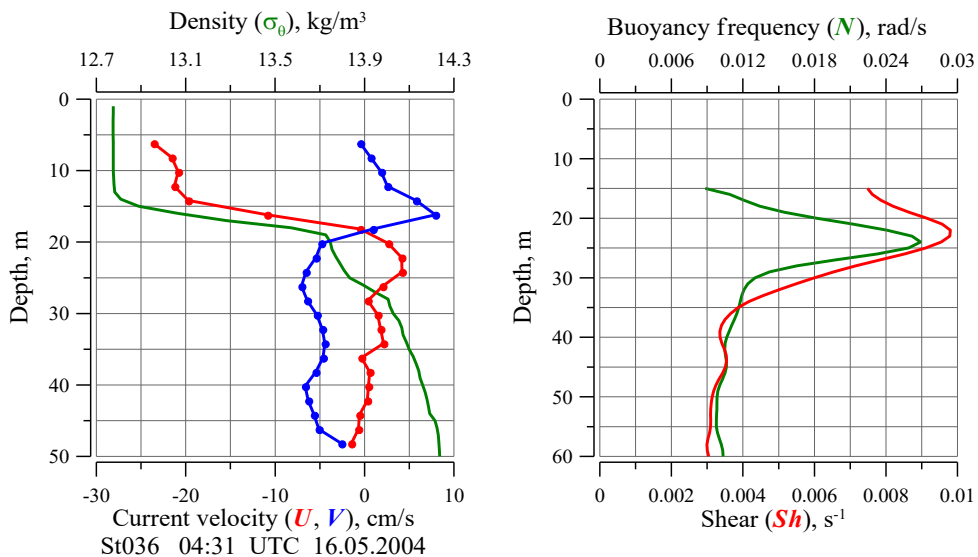 Density (σθ), kg/m³
12.7 13.1 13.5 13.9 14.3
0
10
20
30
40
50
Depth, m
-30 -20 -10 0 10
Current velocity (U, V), cm/s
St036 04:31 UTC 16.05.2004
Buoyancy frequency (N), rad/s
0 0.006 0.012 0.018 0.024 0.03
0
10
20
30
40
50
60
Depth, m
0 0.002 0.004 0.006 0.008 0.01
Shear (Sh), s⁻¹